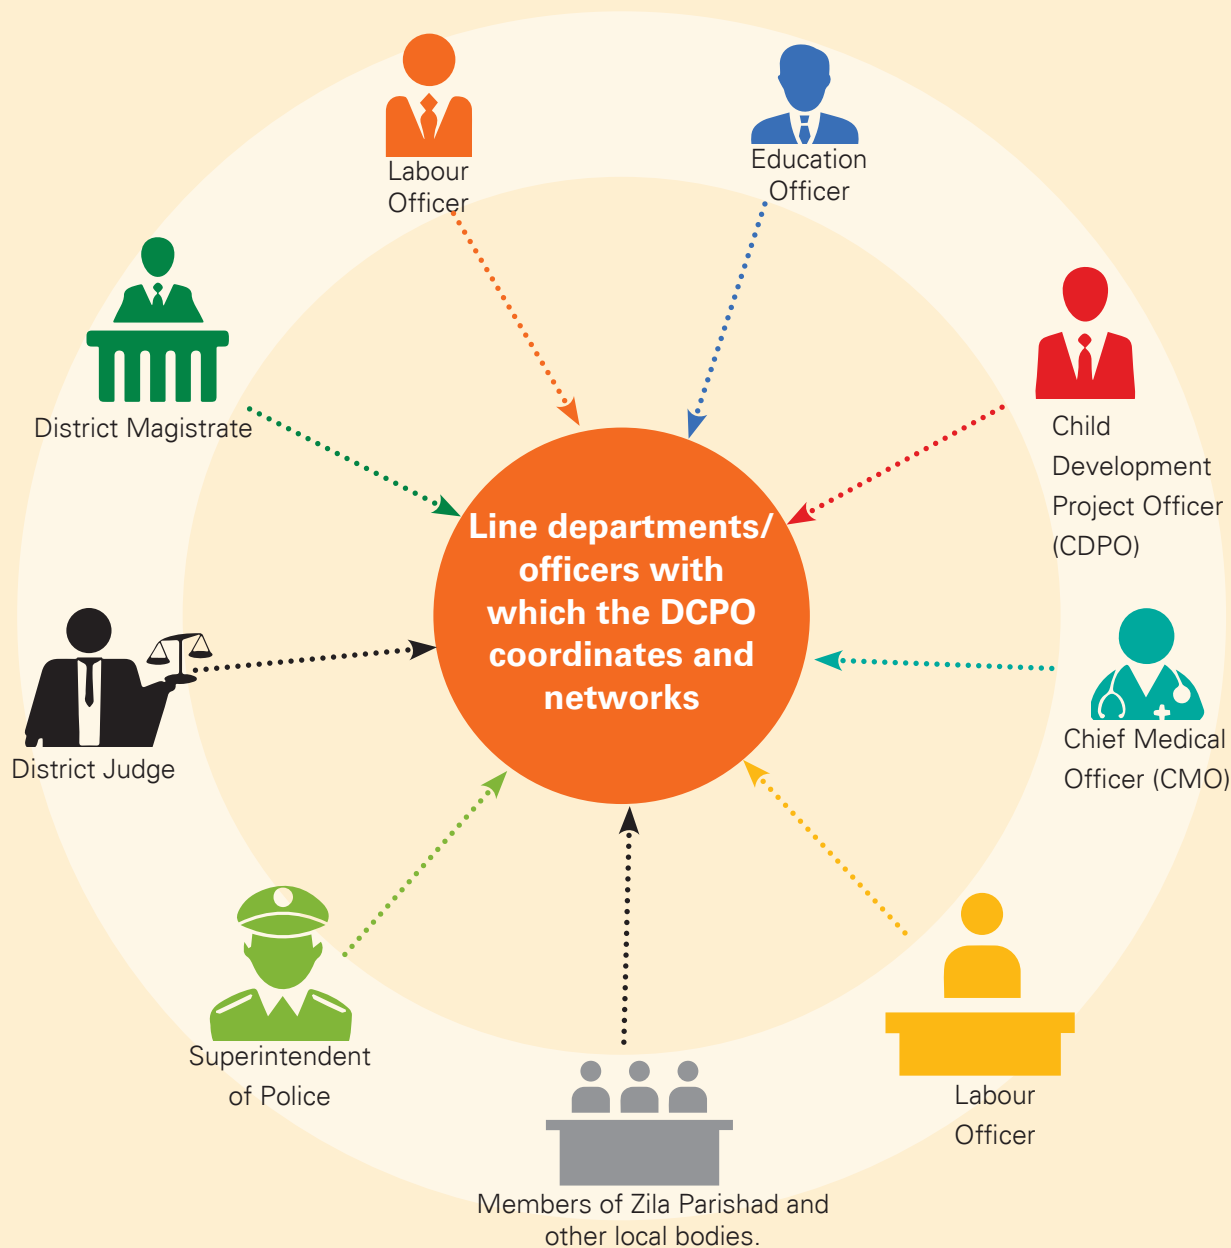 Labour
Officer
Education
Officer
District Magistrate
Child
Development
Project Officer
(CDPO)
Line departments/
officers with
which the DCPO
coordinates and
networks
District Judge
Chief Medical
Officer (CMO)
Superintendent
of Police
Labour
Officer
Members of Zila Parishad and
other local bodies.